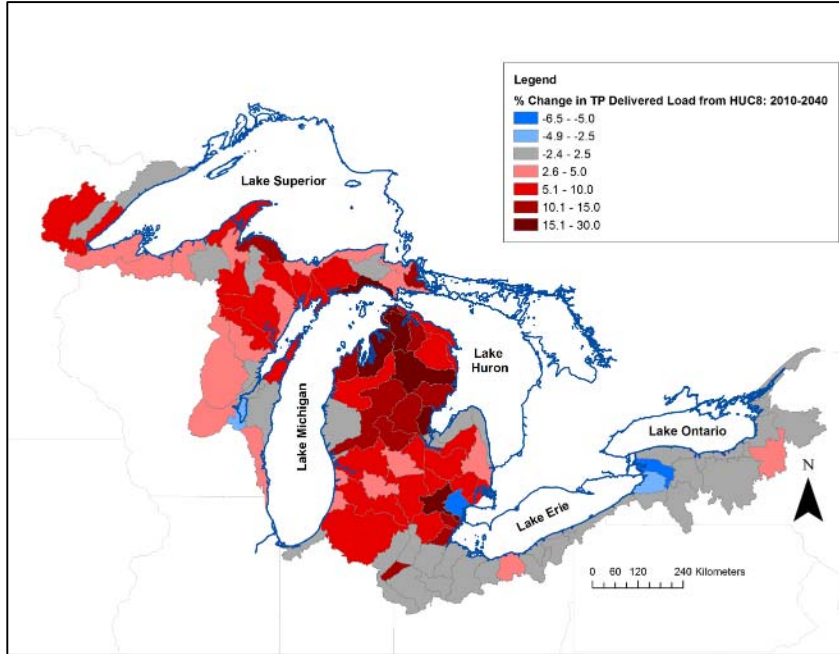 Legend
% Change in TP Delivered Load from HUC8: 2010-2040
-6.5 - -5.0
-4.9 - -2.5
-2.4 - 2.5
2.6 - 5.0
5.1 - 10.0
10.1 - 15.0
15.1 - 30.0
Lake Superior
Lake Huron
Lake Michigan
Lake Ontario
Lake Erie
N
0 60 120 240 Kilometers